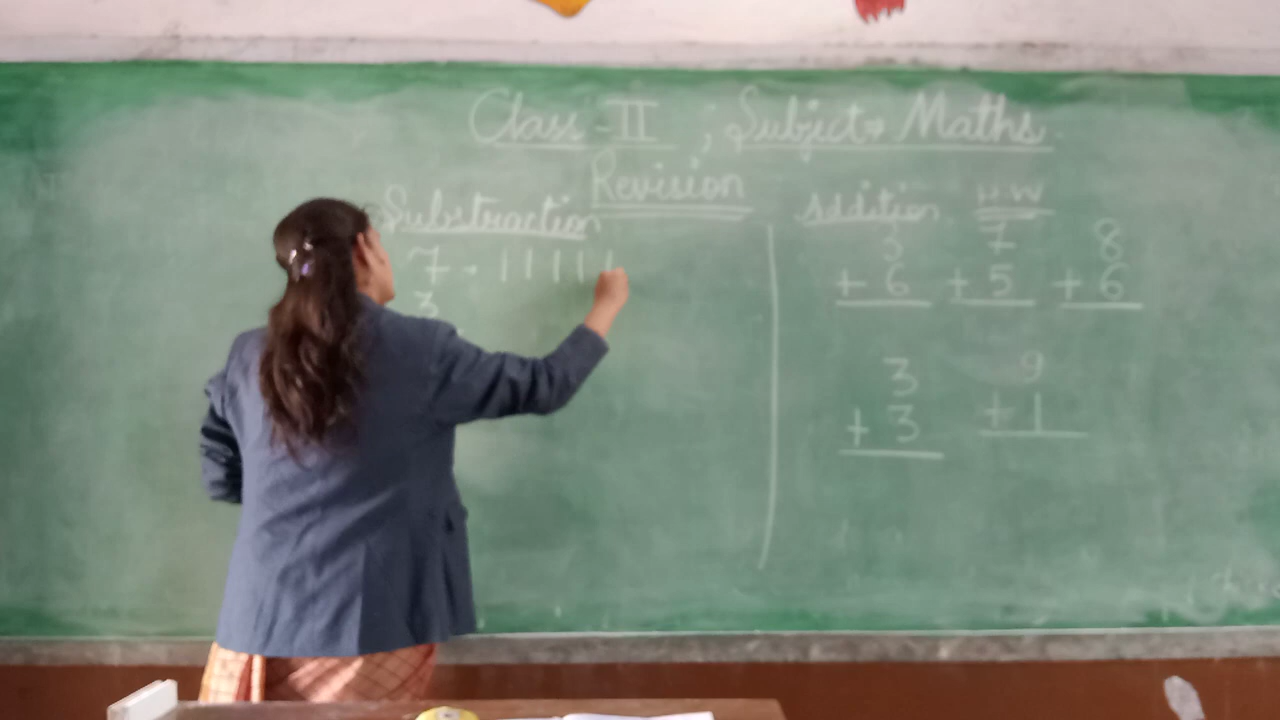 Class - II ; Subject → Maths.
Revision
Substraction
7 - | | | | |
3
Addition H.W
3 7 8
+ 6 + 5 + 6
3 9
+ 3 + 1